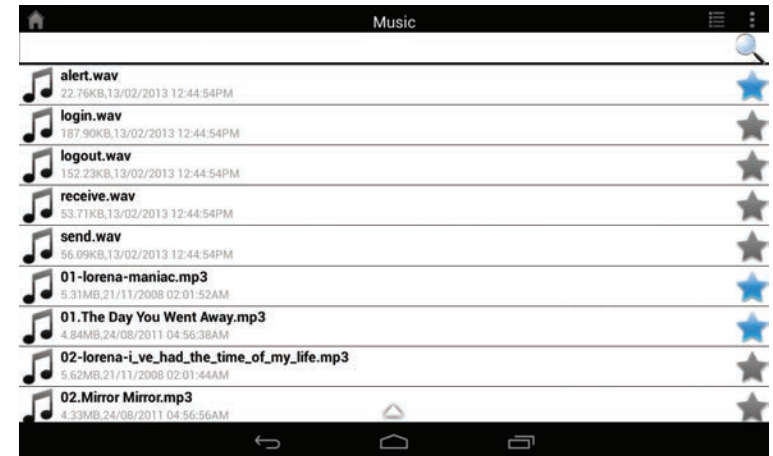 Music
alert.wav
22.76KB,13/02/2013 12:44:54PM
login.wav
187.90KB,13/02/2013 12:44:54PM
logout.wav
152.23KB,13/02/2013 12:44:54PM
receive.wav
53.71KB,13/02/2013 12:44:54PM
send.wav
56.09KB,13/02/2013 12:44:54PM
01-lorena-maniac.mp3
5.31MB,21/11/2008 02:01:52AM
01.The Day You Went Away.mp3
4.84MB,24/08/2011 04:56:38AM
02-lorena-i_ve_had_the_time_of_my_life.mp3
5.62MB,21/11/2008 02:01:44AM
02.Mirror Mirror.mp3
4.33MB,24/08/2011 04:56:56AM